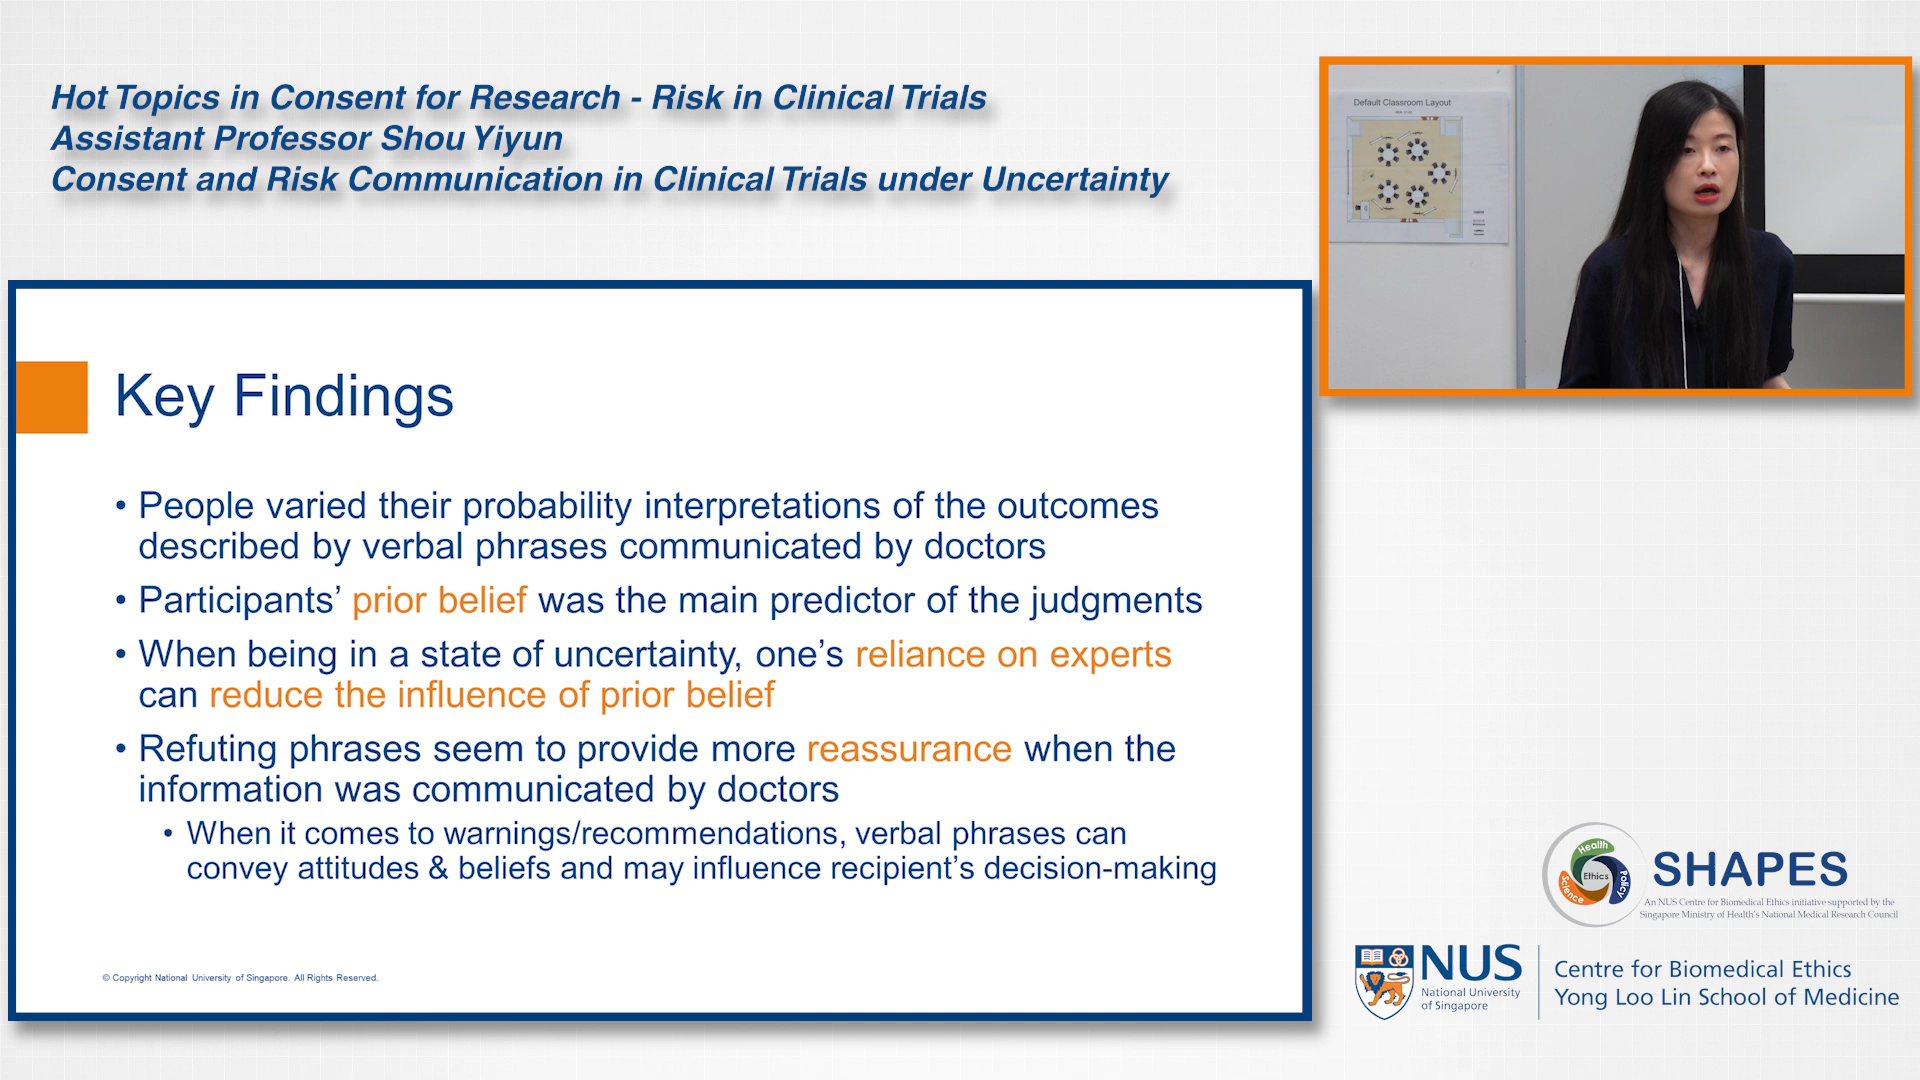 Hot Topics in Consent for Research - Risk in Clinical Trials
Assistant Professor Shou Yiyun
Consent and Risk Communication in Clinical Trials under Uncertainty
Default Classroom Layout
Key Findings
• People varied their probability interpretations of the outcomes
described by verbal phrases communicated by doctors
• Participants’ prior belief was the main predictor of the judgments
• When being in a state of uncertainty, one’s reliance on experts
can reduce the influence of prior belief
• Refuting phrases seem to provide more reassurance when the
information was communicated by doctors
• When it comes to warnings/recommendations, verbal phrases can
convey attitudes & beliefs and may influence recipient’s decision-making
© Copyright National University of Singapore. All Rights Reserved.
Health
Ethics
Science
Policy
SHAPES
An NUS Centre for Biomedical Ethics initiative supported by the
Singapore Ministry of Health’s National Medical Research Council
NUS
National University
of Singapore
Centre for Biomedical Ethics
Yong Loo Lin School of Medicine